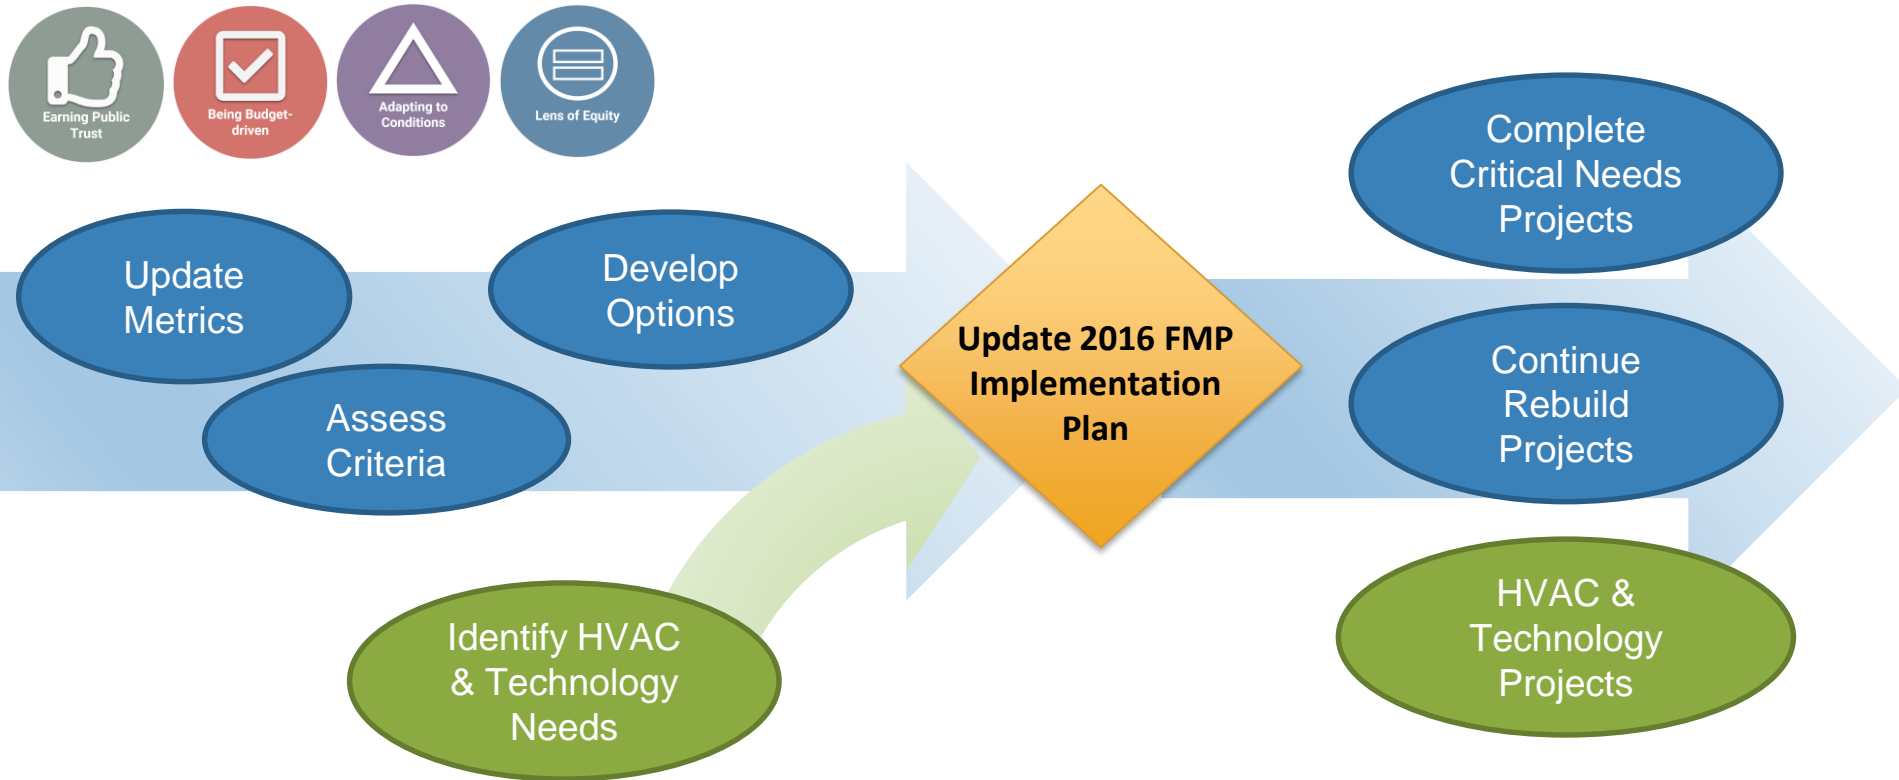 Earning Public
Trust
Being Budget-
driven
Adapting to
Conditions
Lens of Equity
Update
Metrics
Assess
Criteria
Develop
Options
Identify HVAC
& Technology
Needs
Update 2016 FMP
Implementation
Plan
Complete
Critical Needs
Projects
Continue
Rebuild
Projects
HVAC &
Technology
Projects